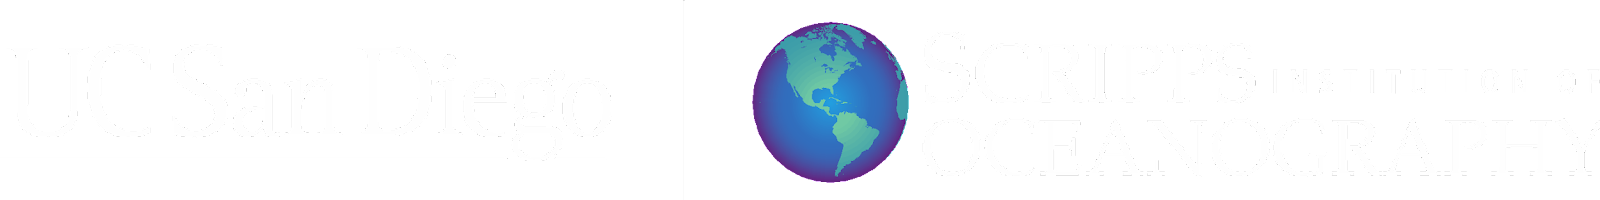 UC San Diego
SCRIPPS INSTITUTION OF
OCEANOGRAPHY